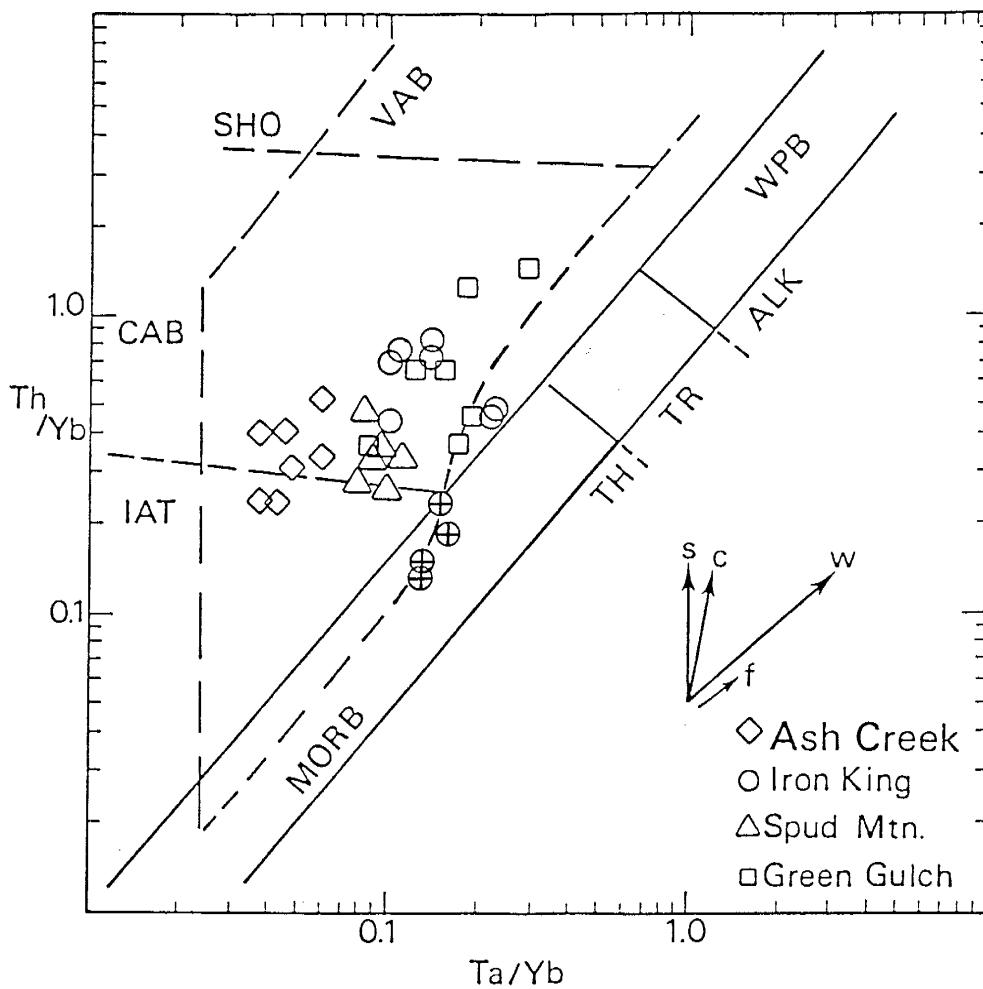 VAB
SHO
WPB
1.0
CAB
ALK
Th
/Yb
TR
TH
IAT
s
c
w
0.1
f
MORB
Ash Creek
Iron King
Spud Mtn.
Green Gulch
0.1
1.0
Ta/Yb